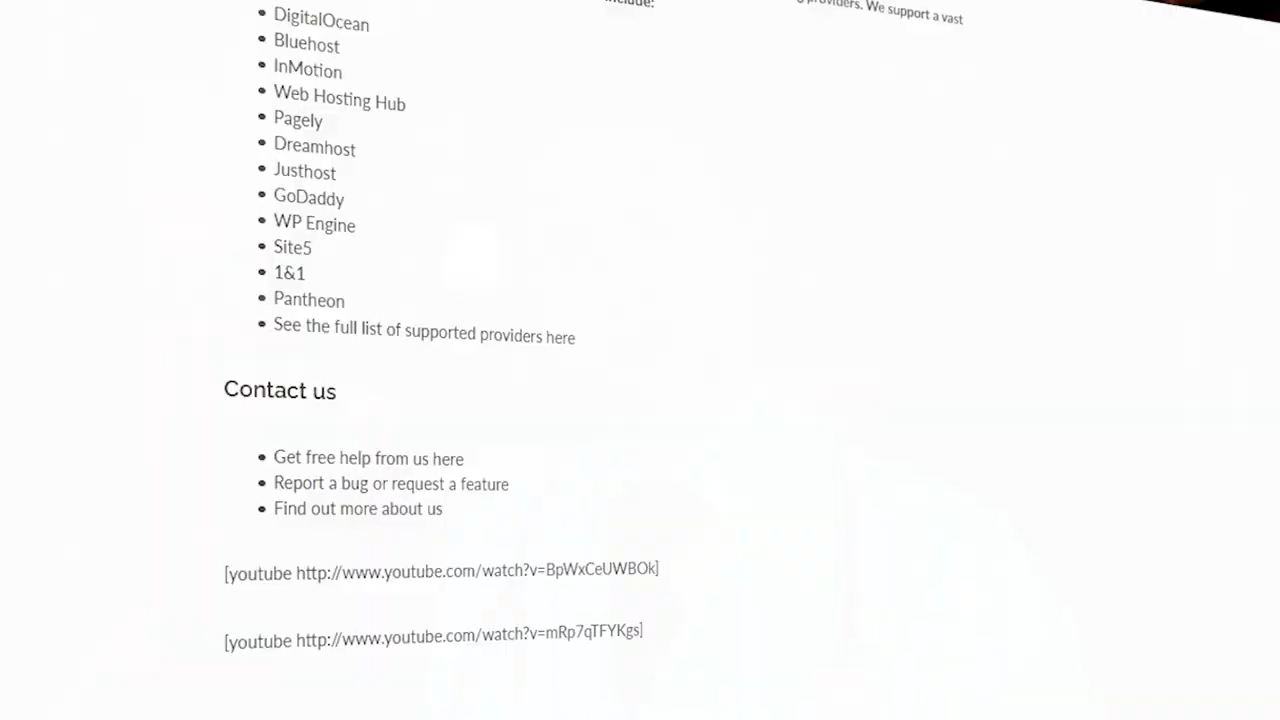 providers. We support a vast
include:
DigitalOcean
Bluehost
InMotion
Web Hosting Hub
Pagely
Dreamhost
Justhost
GoDaddy
WP Engine
Site5
1&1
Pantheon
See the full list of supported providers here
Contact us
Get free help from us here
Report a bug or request a feature
Find out more about us
[youtube http://www.youtube.com/watch?v=BpWxCeUWBOk]
[youtube http://www.youtube.com/watch?v=mRp7qTFYKgs]